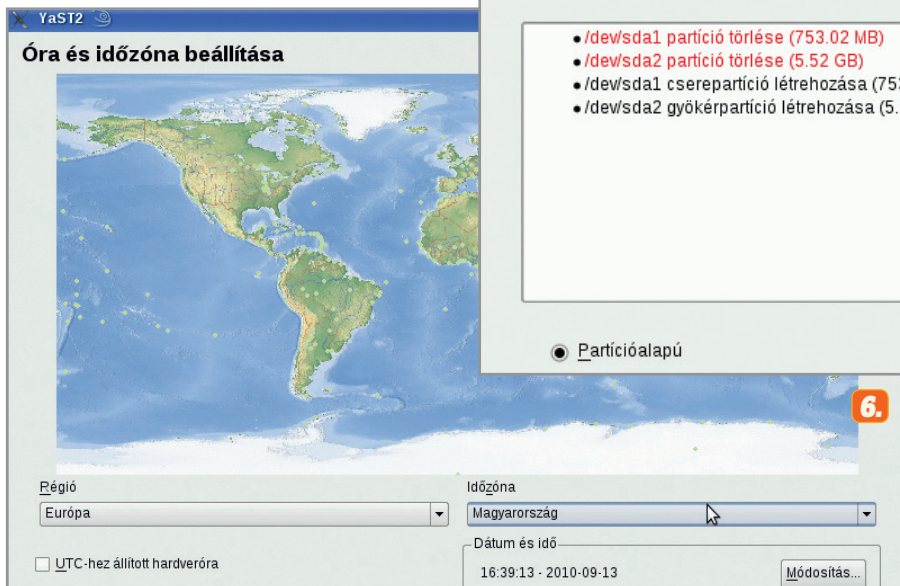 YaST2
Óra és időzóna beállítása
/dev/sda1 partíció törlése (753.02 MB)
/dev/sda2 partíció törlése (5.52 GB)
/dev/sda1 cserepartíció létrehozása (753
/dev/sda2 gyökérpartíció létrehozása (5.
Partícióalapú
6.
Régió
Európa
Időzóna
Magyarország
UTC-hez állított hardveróra
Dátum és idő
16:39:13 - 2010-09-13
Módosítás...